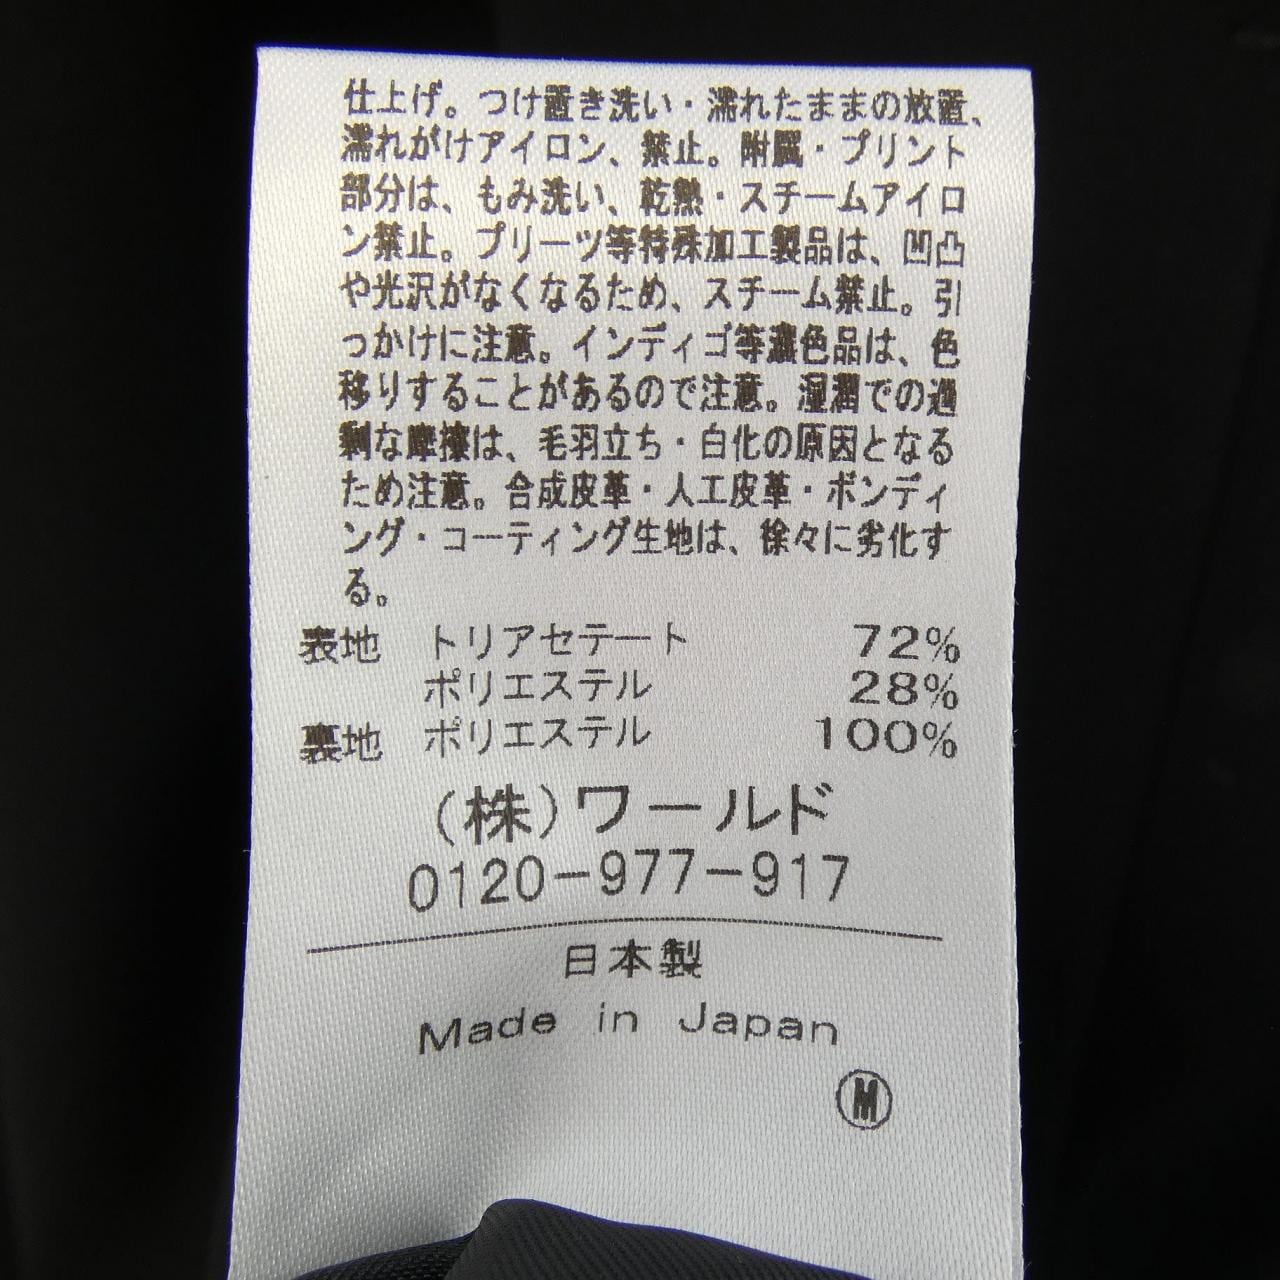 仕上げ。つけ置き洗い・濡れたままの放置、
濡れがけアイロン、禁止。附属・プリント
部分は、もみ洗い、乾熱・スチームアイロ
ン禁止。プリーツ等特殊加工製品は、凹凸
や光沢がなくなるため、スチーム禁止。引
っかけに注意。インディゴ等濃色品は、色
移りすることがあるので注意。湿潤での過
剰な摩擦は、毛羽立ち・白化の原因となる
ため注意。合成皮革・人工皮革・ボンディ
ング・コーティング生地は、徐々に劣化す
る。
表地 トリアセテート 72%
ポリエステル 28%
裏地 ポリエステル 100%
(株)ワールド
0120-977-917
日本製
Made in Japan
M